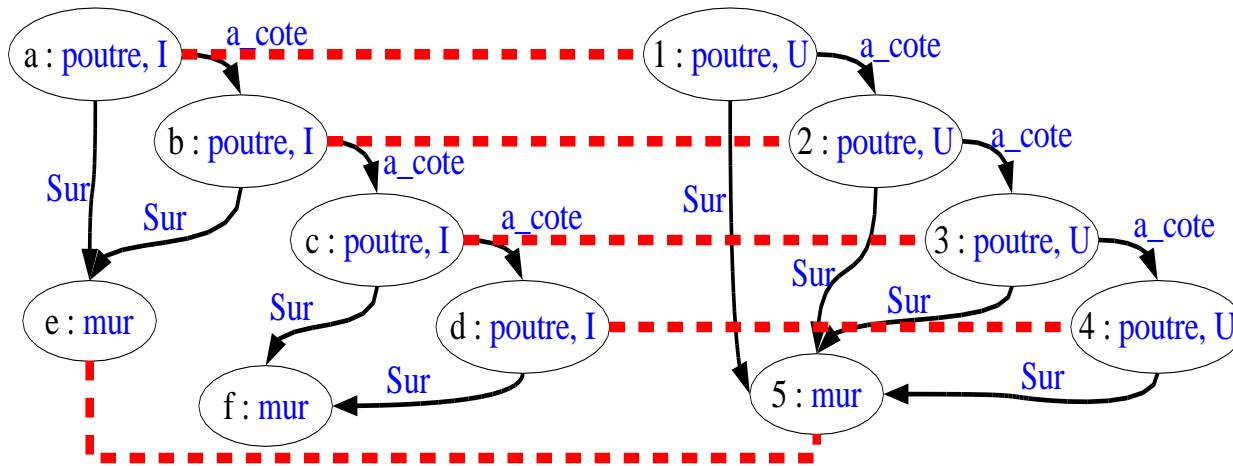 a : poutre, I
a_cote
1 : poutre, U
a_cote
b : poutre, I
a_cote
2 : poutre, U
a_cote
Sur
Sur
c : poutre, I
a_cote
Sur
3 : poutre, U
a_cote
e : mur
Sur
d : poutre, I
Sur
Sur
4 : poutre, U
f : mur
Sur
5 : mur
Sur